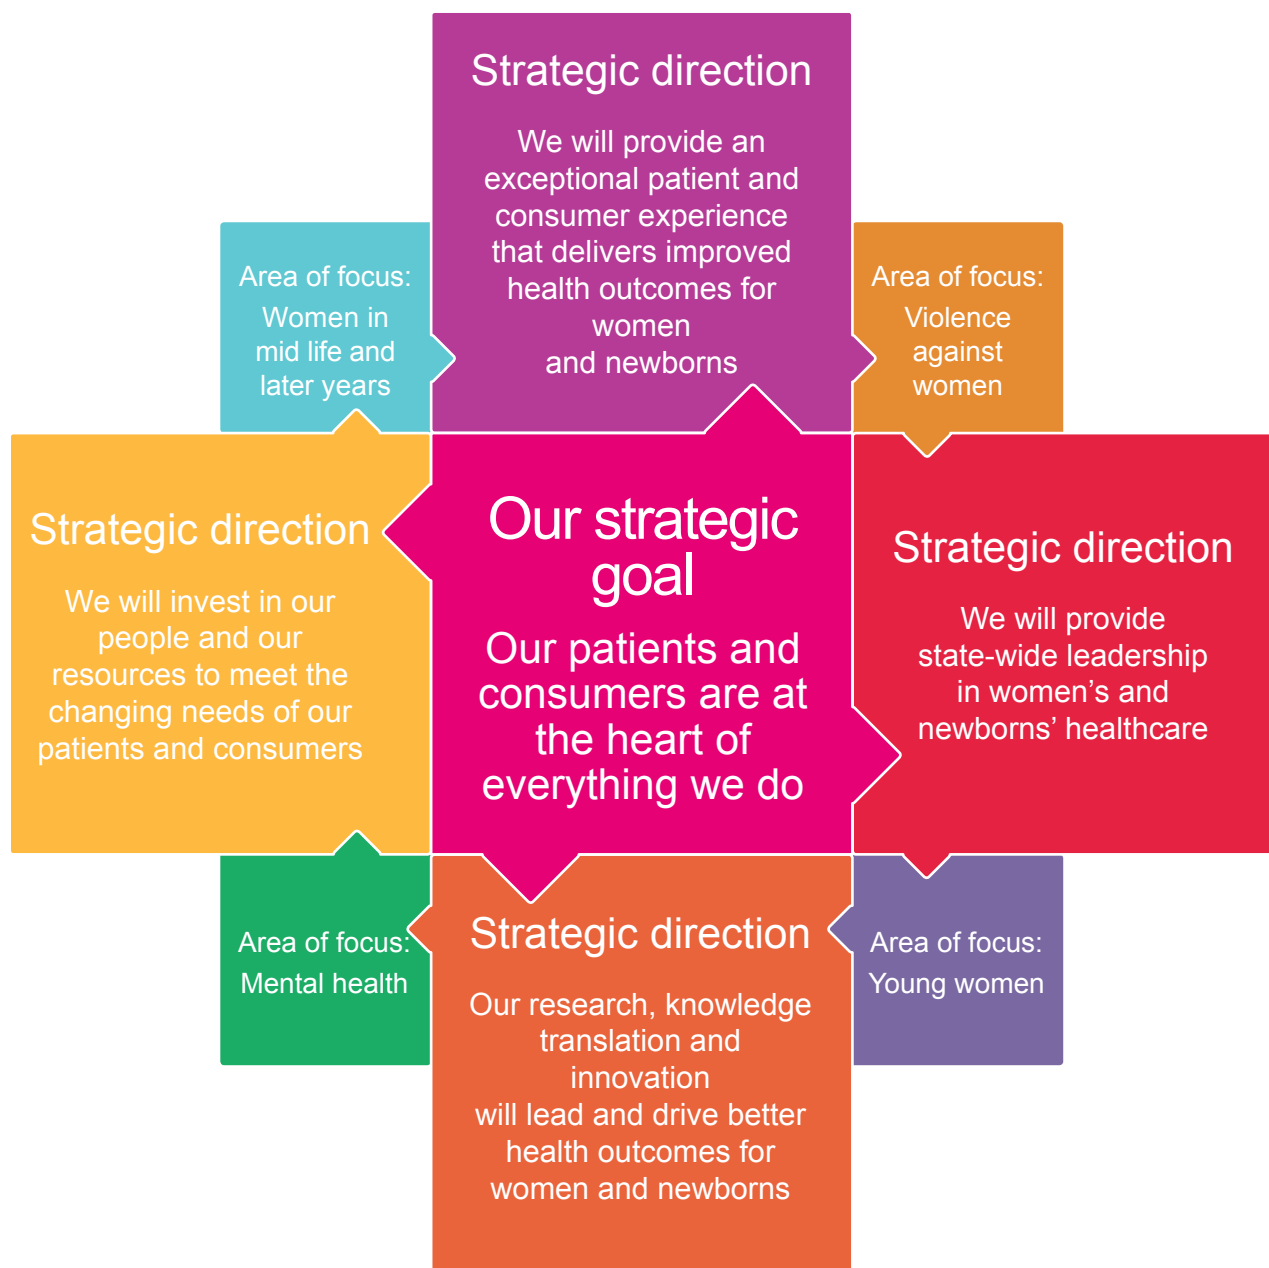 Strategic direction
We will provide an
exceptional patient and
consumer experience
that delivers improved
health outcomes for
women
and newborns
Area of focus:
Women in
mid life and
later years
Area of focus:
Violence
against
women
Strategic direction
We will invest in our
people and our
resources to meet the
changing needs of our
patients and consumers
Our strategic
goal
Our patients and
consumers are at
the heart of
everything we do
Strategic direction
We will provide
state-wide leadership
in women’s and
newborns’ healthcare
Area of focus:
Mental health
Strategic direction
Our research, knowledge
translation and
innovation
will lead and drive better
health outcomes for
women and newborns
Area of focus:
Young women